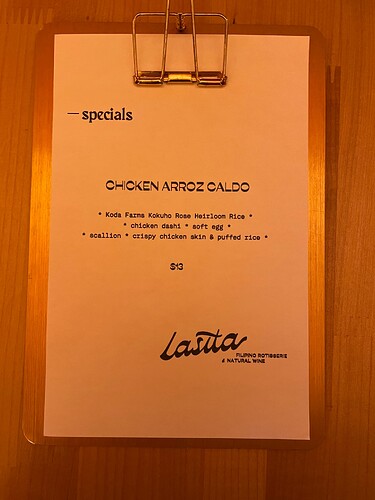 — specials
CHICKEN ARROZ CALDO
* Koda Farms Kokuho Rose Heirloom Rice *
* chicken dashi * soft egg *
* scallion * crispy chicken skin & puffed rice *
$13
Lasita
FILIPINO ROTISSERIE
& NATURAL WINE